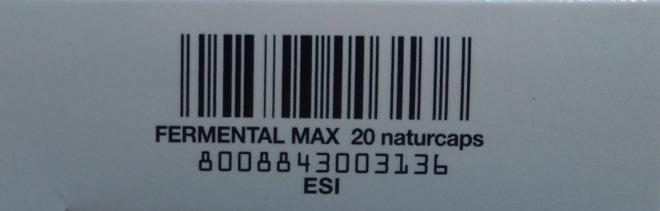 FERMENTAL MAX 20 naturcaps
8008843003136
ESI